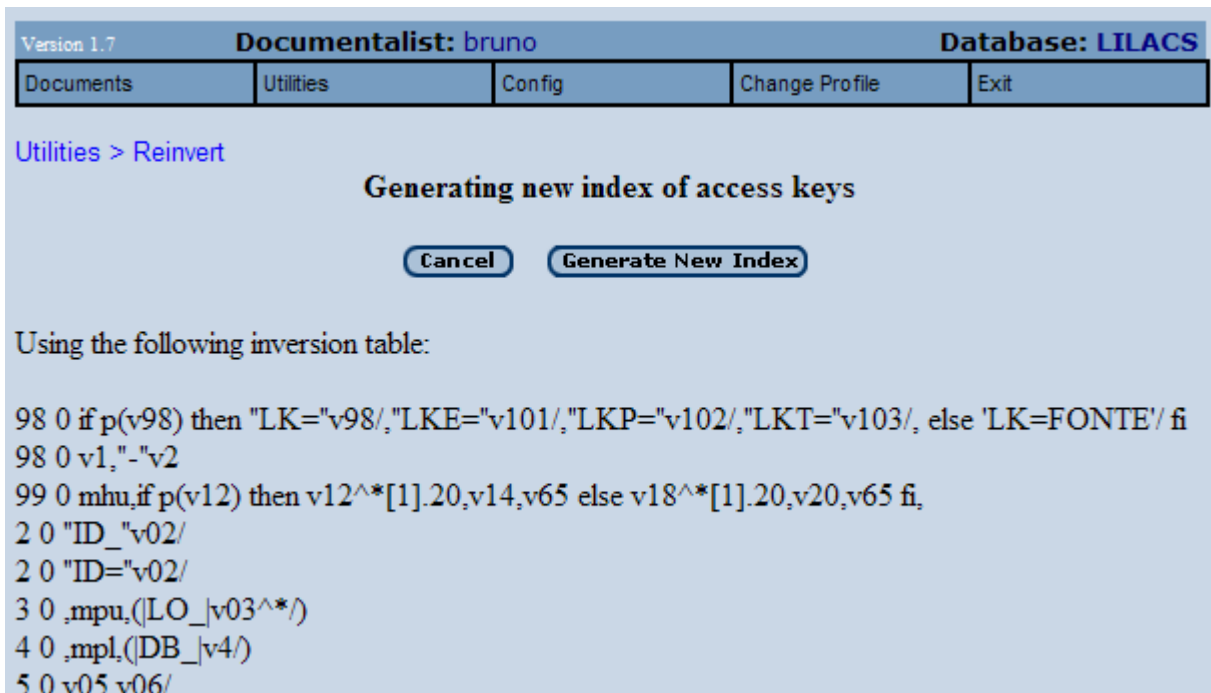 Version 1.7 Documentalist: bruno Database: LILACS
Documents Utilities Config Change Profile Exit
Utilities > Reinvert
Generating new index of access keys
Cancel Generate New Index
Using the following inversion table:
98 0 if p(v98) then "LK="v98/,"LKE="v101/,"LKP="v102/,"LKT="v103/, else 'LK=FONTE'/ fi
98 0 v1,"-"v2
99 0 mhu,if p(v12) then v12^*[1].20,v14,v65 else v18^*[1].20,v20,v65 fi,
2 0 "ID_"v02/
2 0 "ID="v02/
3 0 ,mpu,(|LO_|v03^*/)
4 0 ,mpl,(|DB_|v4/)
5 0 v05,v06/